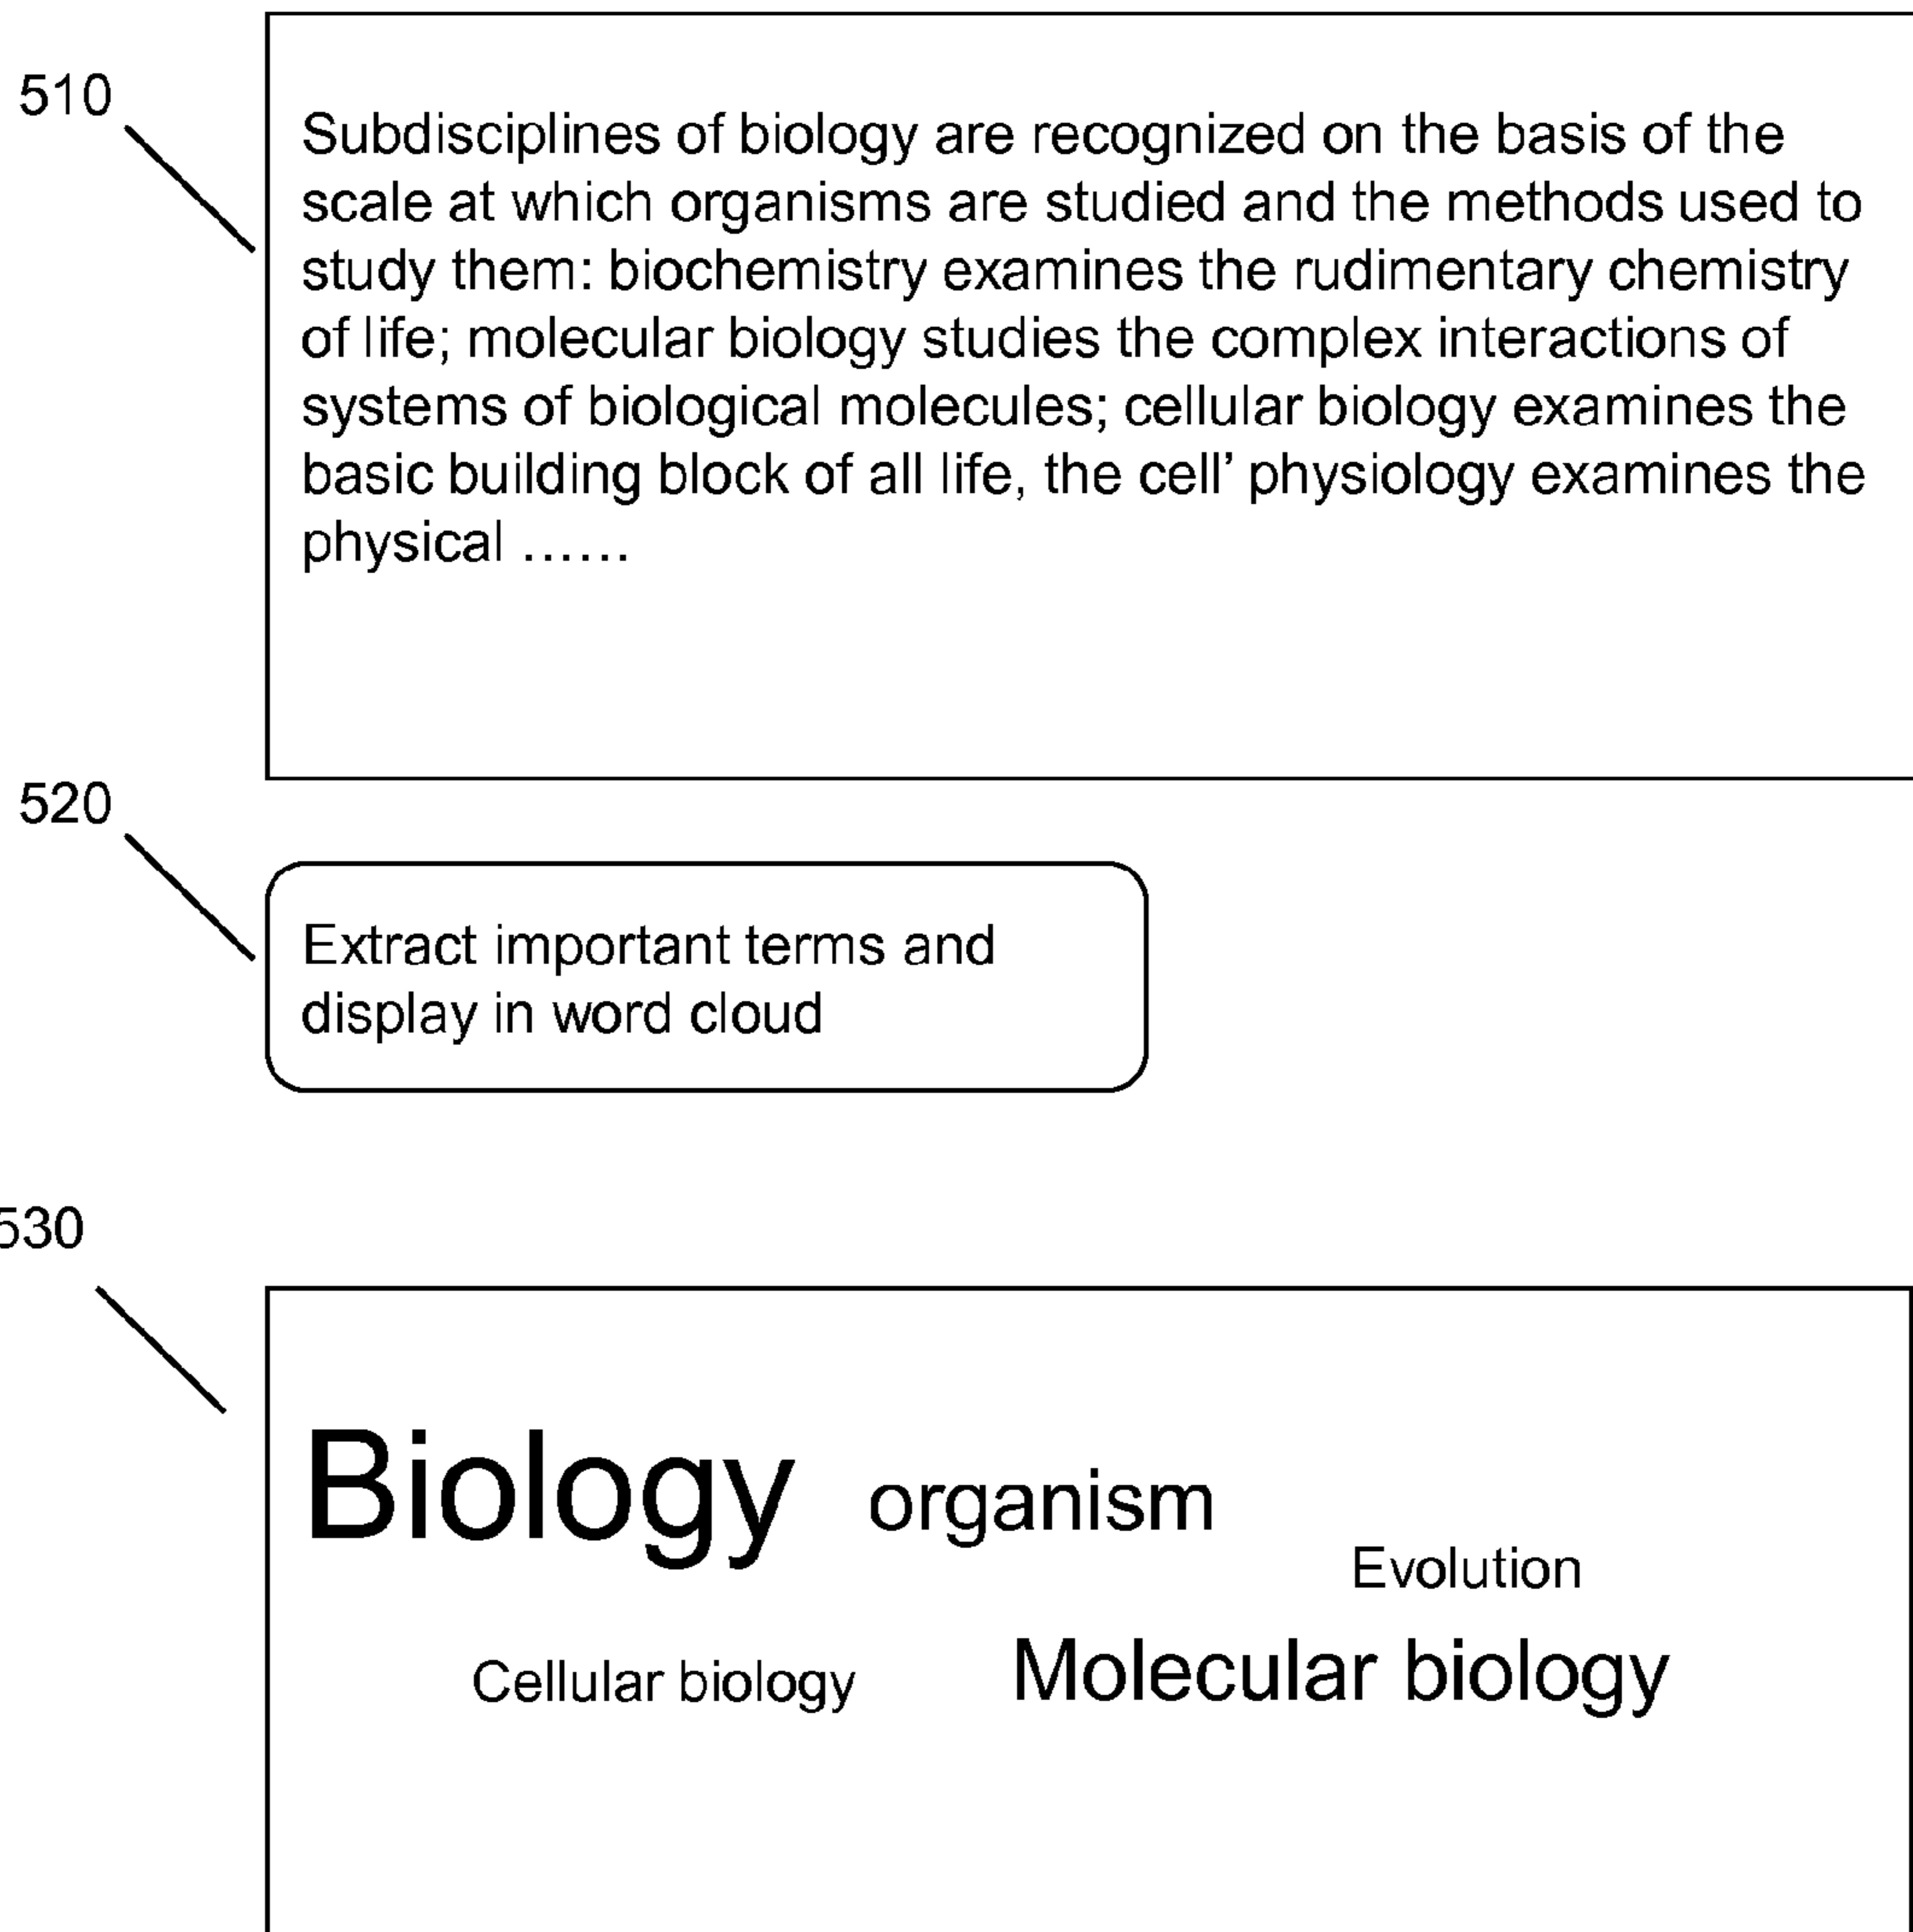 510
Subdisciplines of biology are recognized on the basis of the
scale at which organisms are studied and the methods used to
study them: biochemistry examines the rudimentary chemistry
of life; molecular biology studies the complex interactions of
systems of biological molecules; cellular biology examines the
basic building block of all life, the cell’ physiology examines the
physical ......
520
Extract important terms and
display in word cloud
530
Biology organism
Evolution
Cellular biology Molecular biology